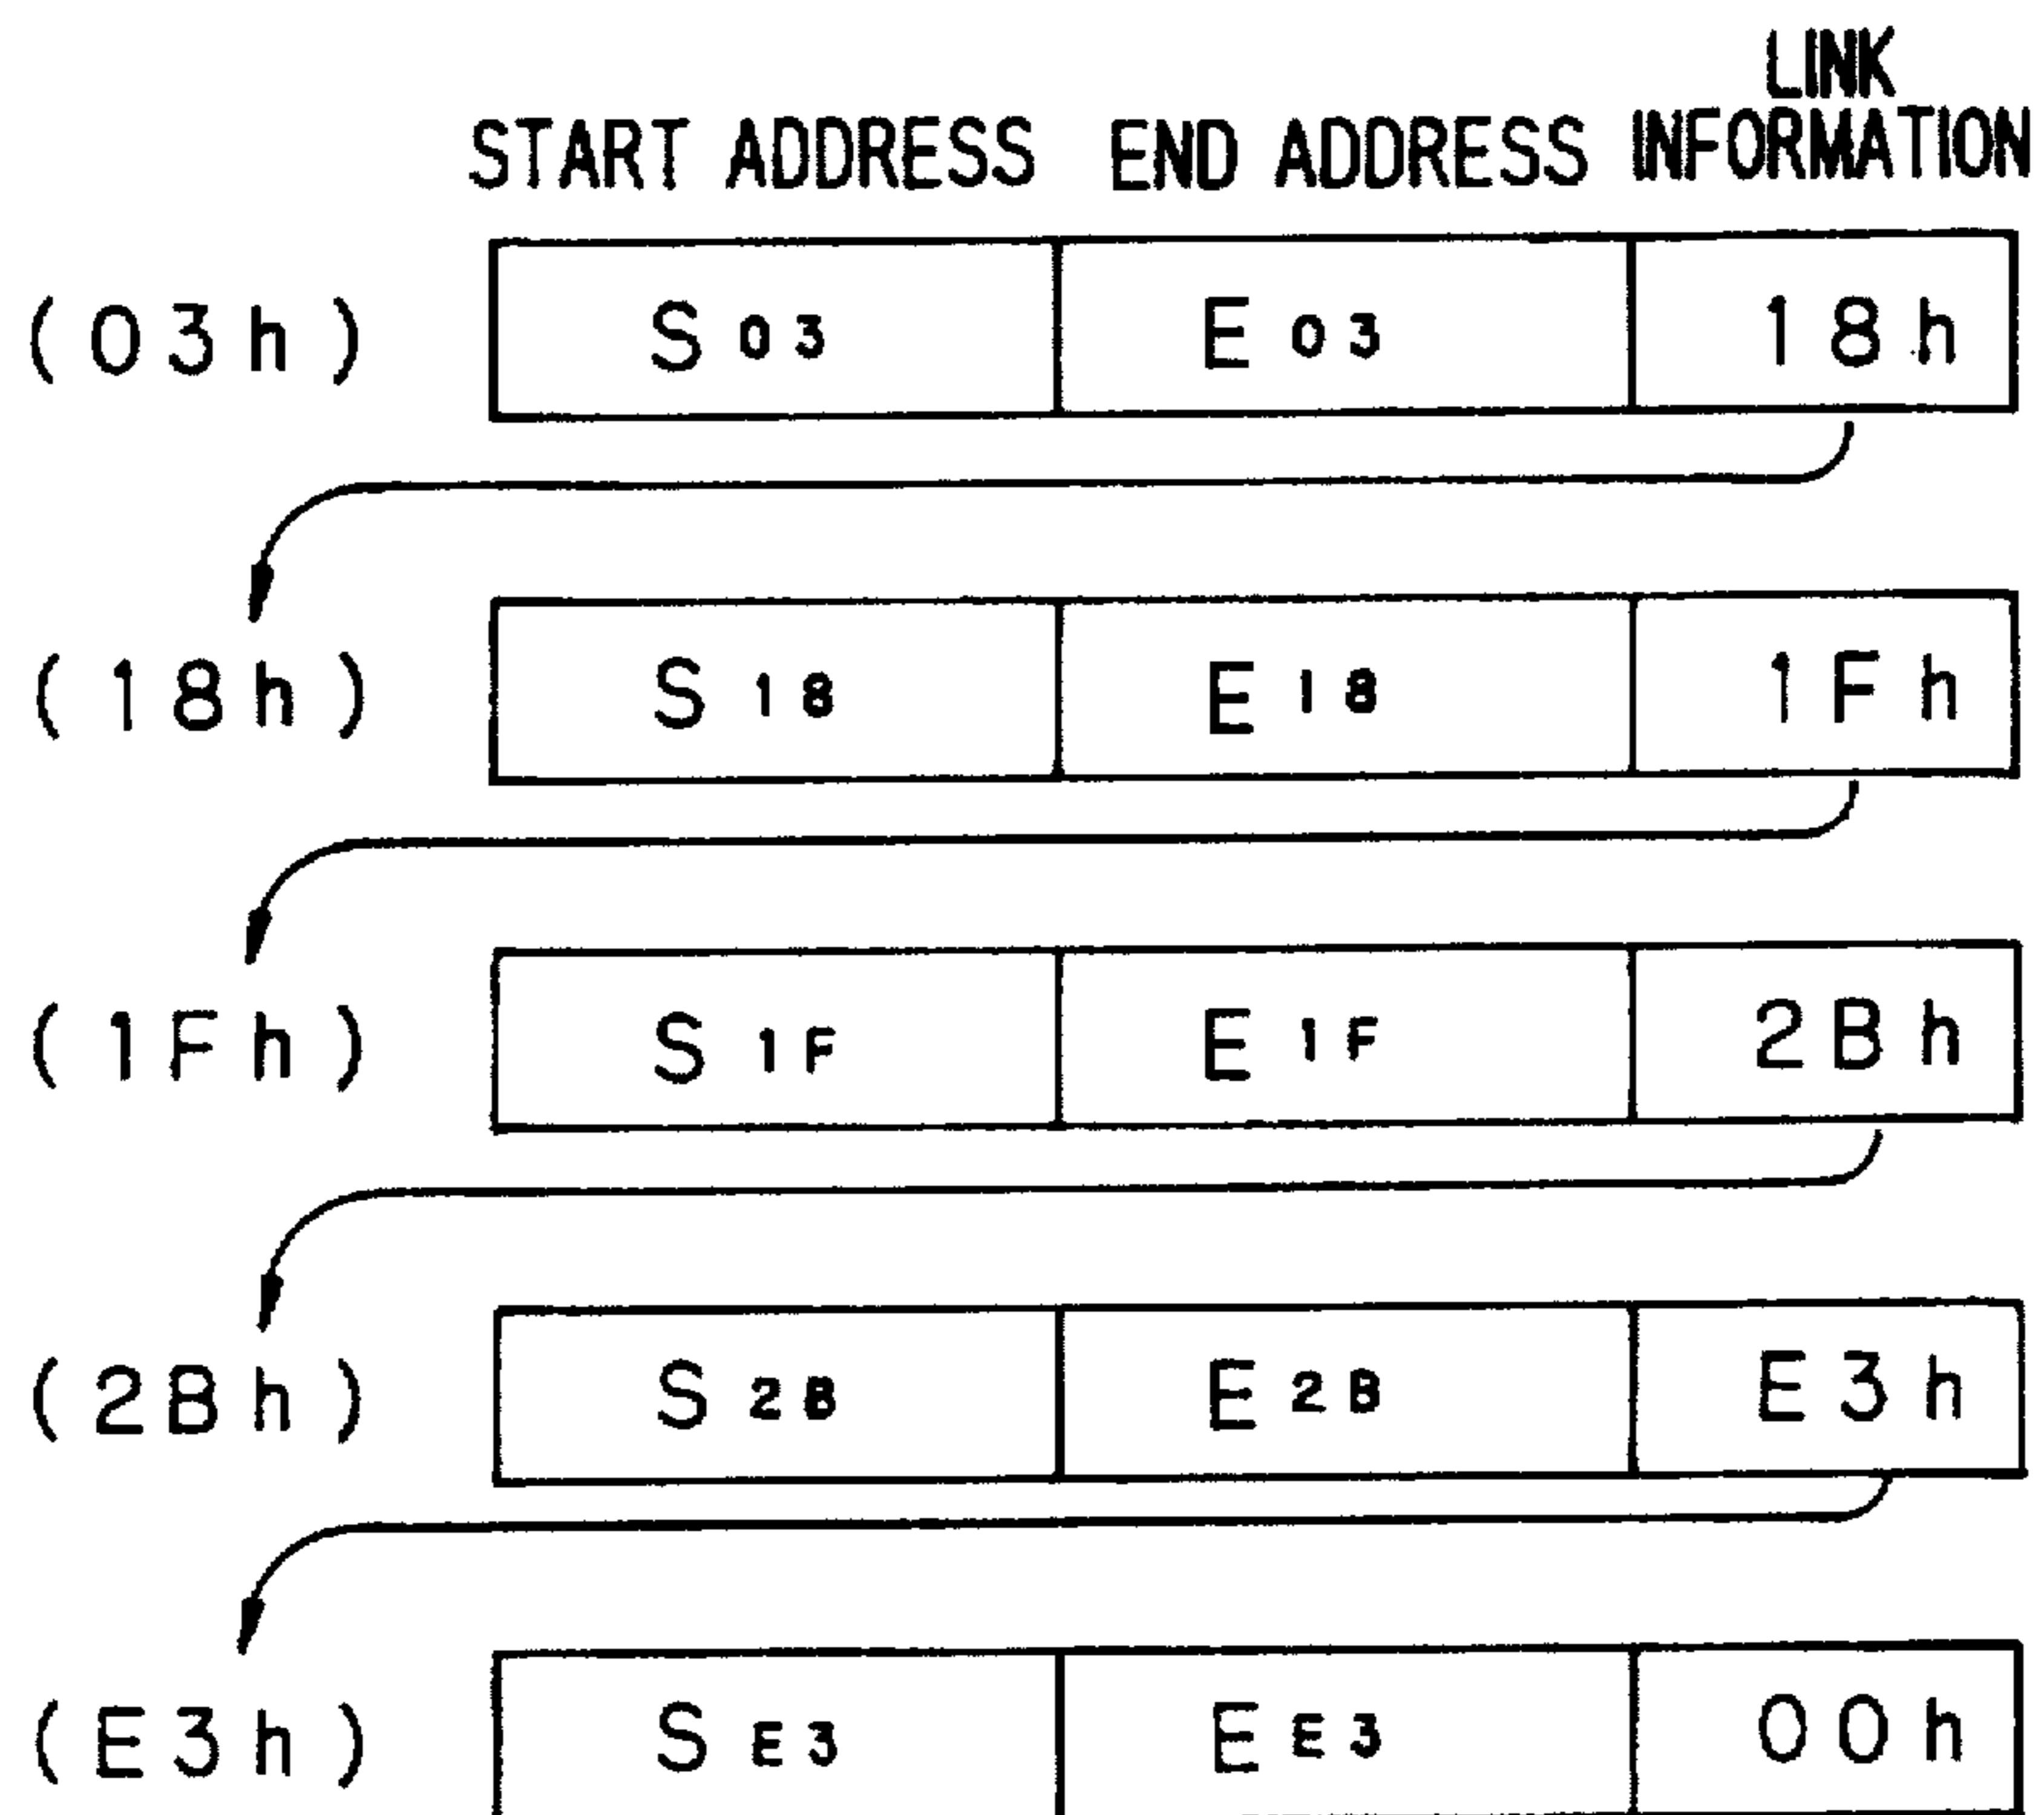 LINK
START ADDRESS END ADDRESS INFORMATION
(03h) S03 E03 18h
(18h) S18 E18 1Fh
(1Fh) S1F E1F 2Bh
(2Bh) S2B E2B E3h
(E3h) SE3 EE3 00h